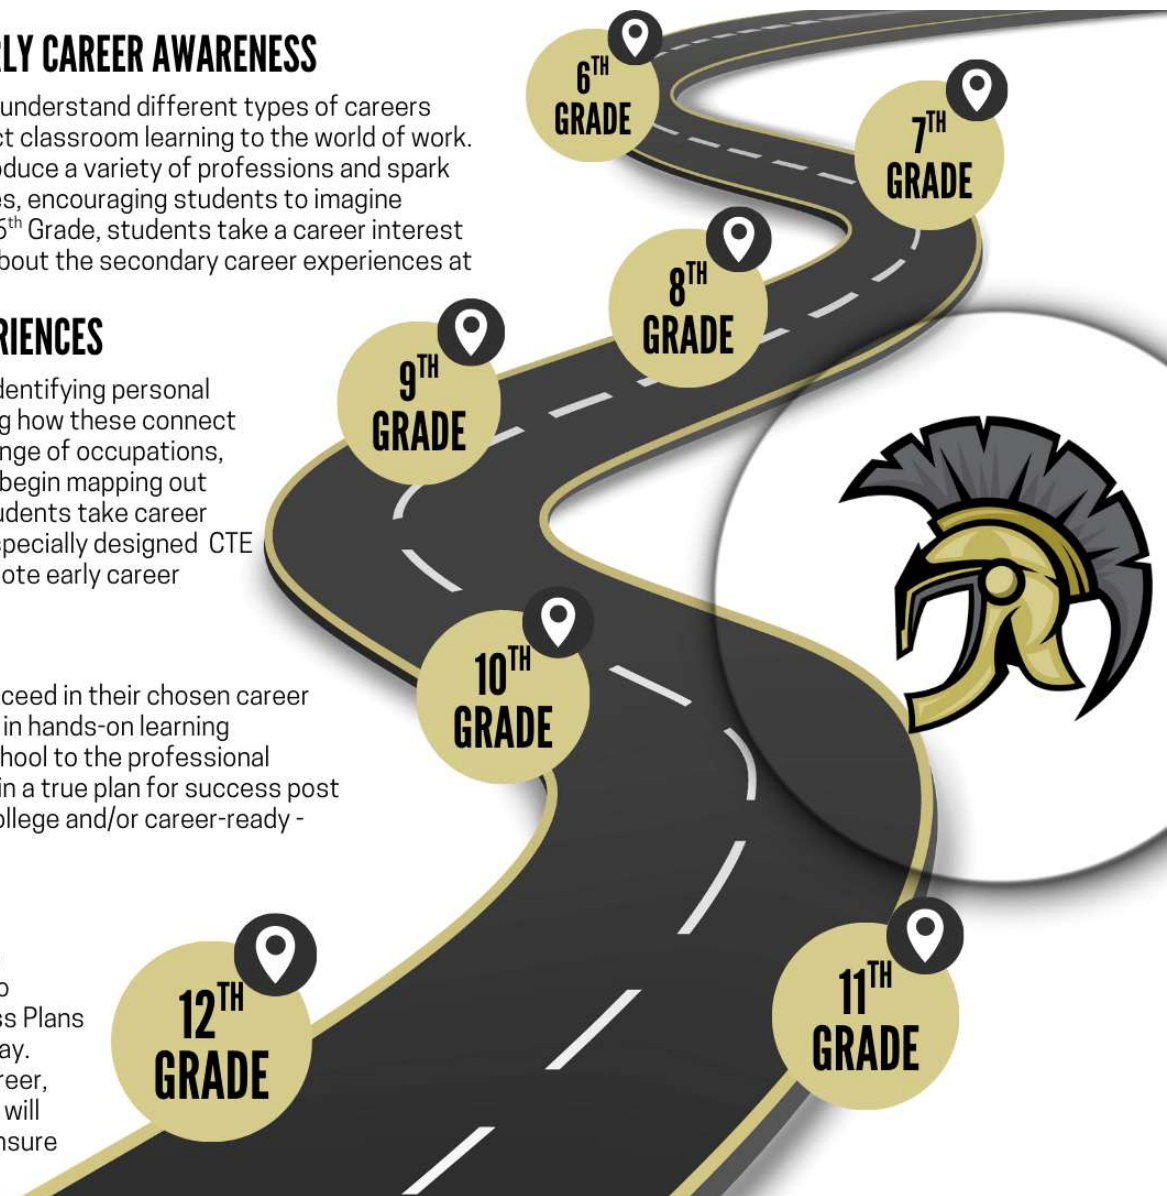 RLY CAREER AWARENESS
understand different types of careers
ct classroom learning to the world of work.
duce a variety of professions and spark
es, encouraging students to imagine
6th Grade, students take a career interest
bout the secondary career experiences at
RIENCES
dentifying personal
g how these connect
nge of occupations,
begin mapping out
udents take career
specially designed CTE
ote early career
ceed in their chosen career
in hands-on learning
hool to the professional
in a true plan for success post
ollege and/or career-ready -
o
ss Plans
ay.
reer,
will
nsure
6TH
GRADE
7TH
GRADE
8TH
GRADE
9TH
GRADE
10TH
GRADE
11TH
GRADE
12TH
GRADE